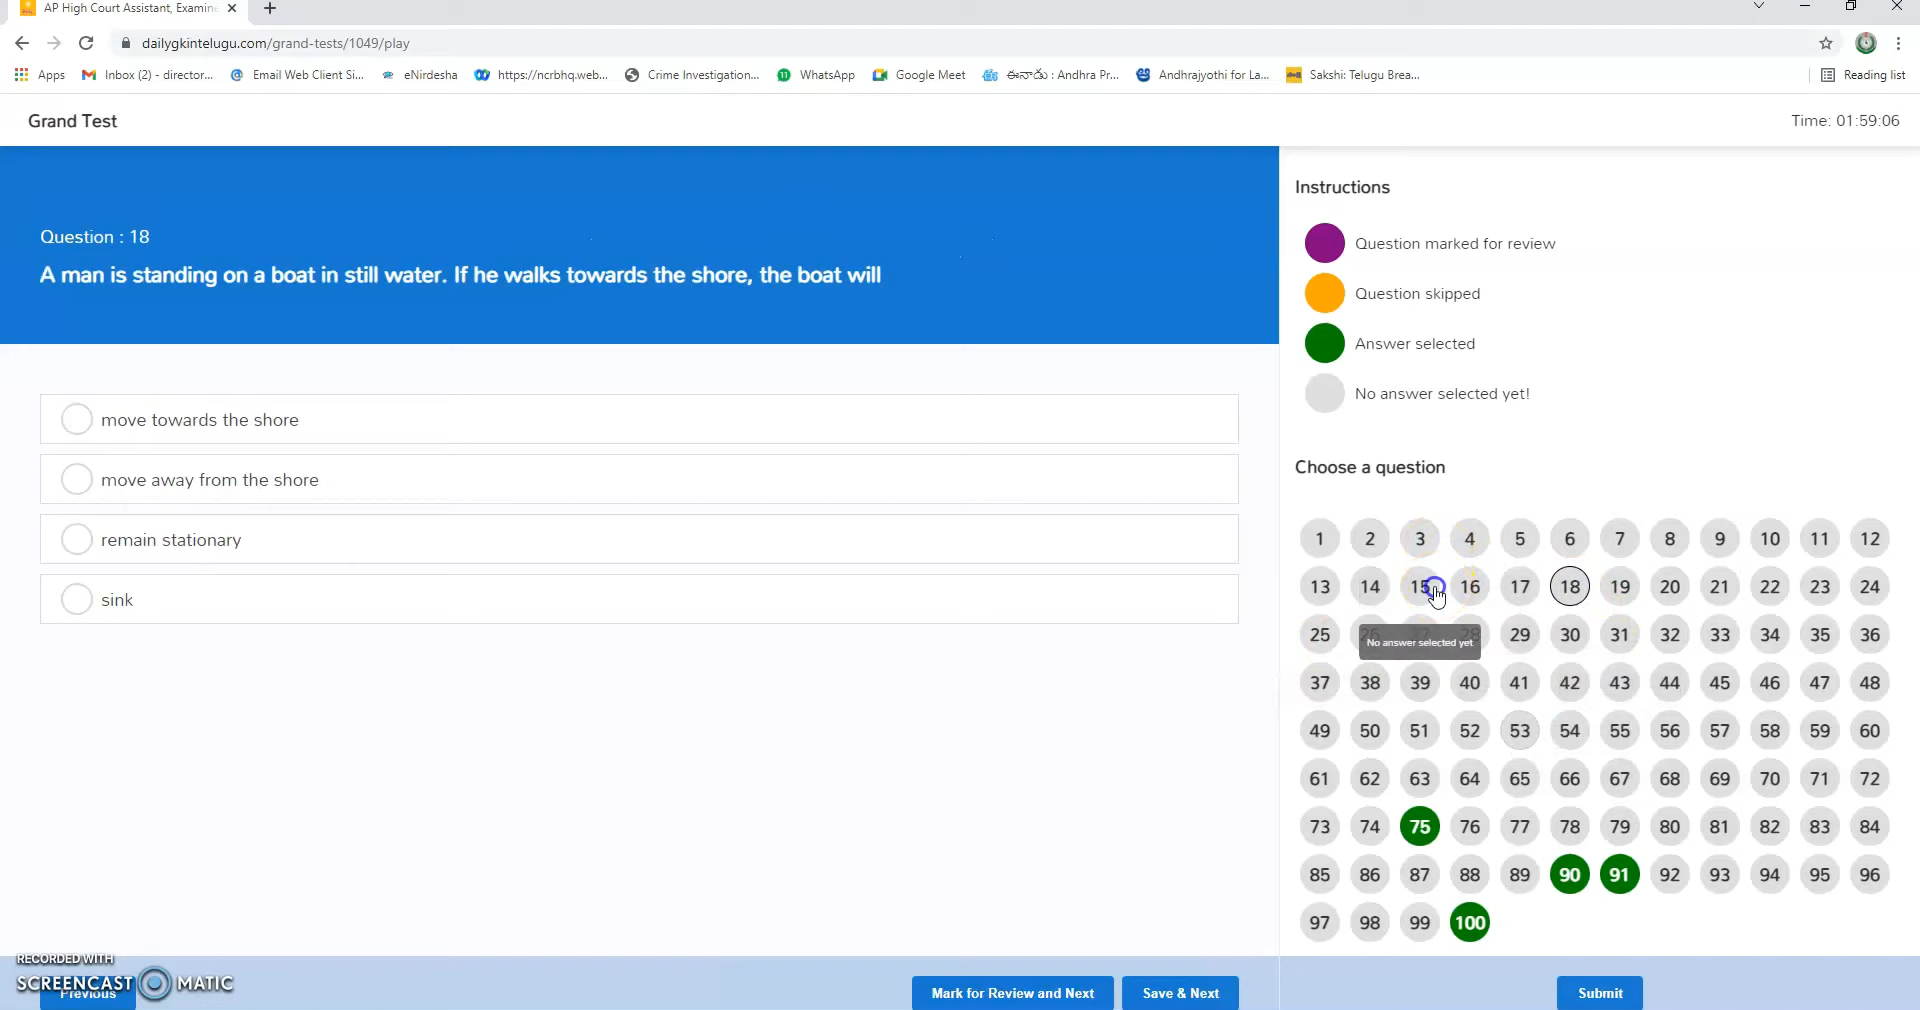 AP High Court Assistant, Examine
dailygkintelugu.com/grand-tests/1049/play
Apps
Inbox (2) - director...
Email Web Client Si...
eNirdesha
https://ncrbhq.web...
Crime Investigation...
WhatsApp
Google Meet
ఈనాడు : Andhra Pr...
Andhrajyothi for La...
Sakshi: Telugu Brea...
Reading list
Grand Test
Time: 01:59:06
Question : 18
A man is standing on a boat in still water. If he walks towards the shore, the boat will
move towards the shore
move away from the shore
remain stationary
sink
Instructions
Question marked for review
Question skipped
Answer selected
No answer selected yet!
Choose a question
1 2 3 4 5 6 7 8 9 10 11 12
13 14 15 16 17 18 19 20 21 22 23 24
25 26 27 28 29 30 31 32 33 34 35 36
No answer selected yet
37 38 39 40 41 42 43 44 45 46 47 48
49 50 51 52 53 54 55 56 57 58 59 60
61 62 63 64 65 66 67 68 69 70 71 72
73 74 75 76 77 78 79 80 81 82 83 84
85 86 87 88 89 90 91 92 93 94 95 96
97 98 99 100
RECORDED WITH
SCREENCAST MATIC
Previous
Mark for Review and Next
Save & Next
Submit